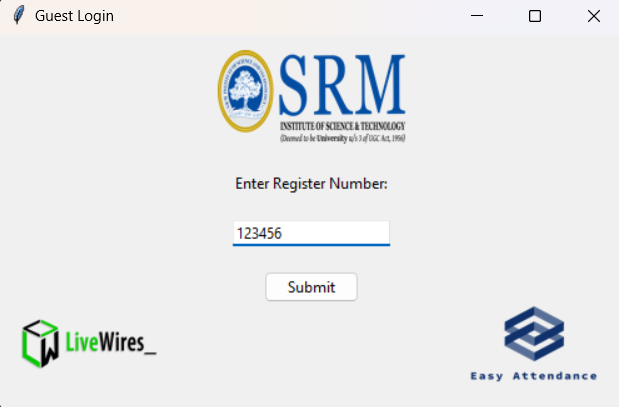 Guest Login
SRM
INSTITUTE OF SCIENCE & TECHNOLOGY
(Deemed to be University u/s 3 of UGC Act, 1956)
Enter Register Number:
123456
Submit
LiveWires_
Easy Attendance